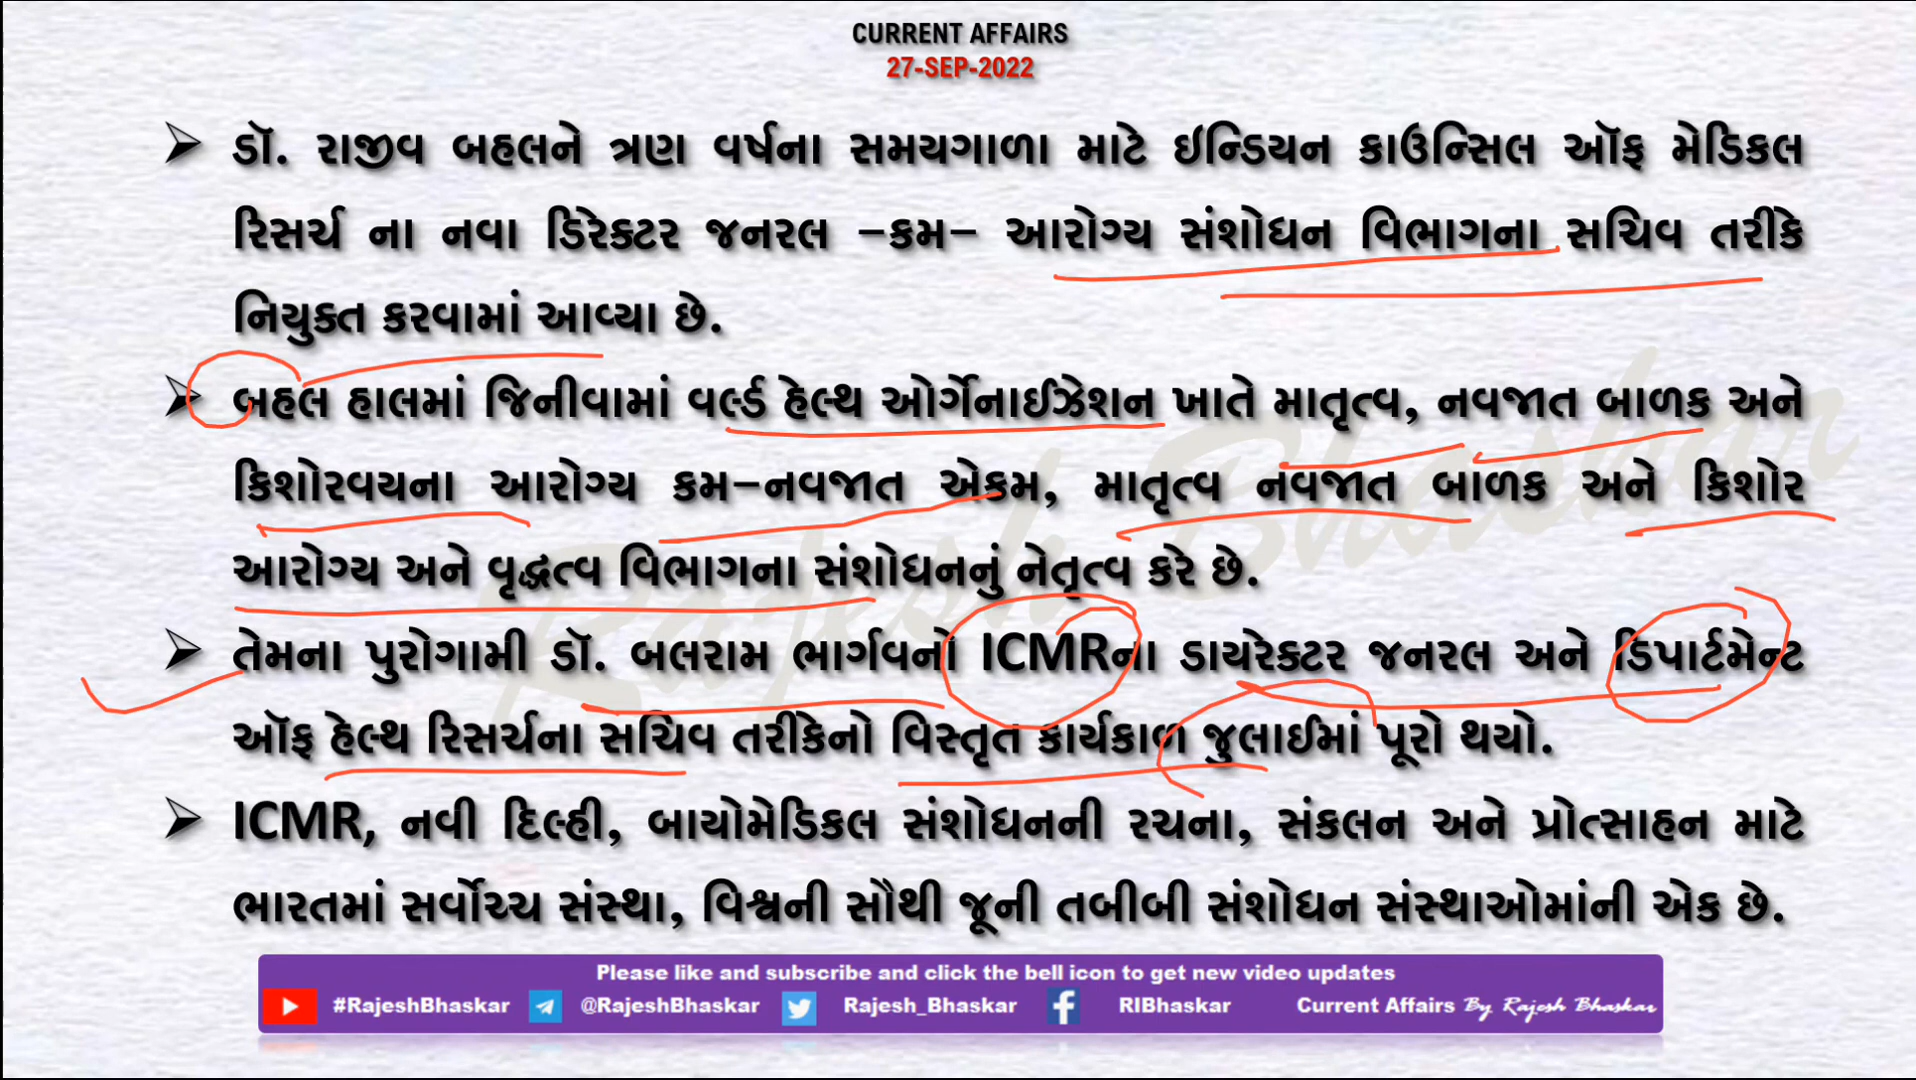 CURRENT AFFAIRS
27-SEP-2022
➢ ડૉ. રાજીવ બહલને ત્રણ વર્ષના સમયગાળા માટે ઈન્ડિયન કાઉન્સિલ ઑફ મેડિકલ
રિસર્ચ ના નવા ડિરેક્ટર જનરલ –કમ– આરોગ્ય સંશોધન વિભાગના સચિવ તરીકે
નિયુક્ત કરવામાં આવ્યા છે.
➢ બહલ હાલમાં જિનીવામાં વર્લ્ડ હેલ્થ ઓર્ગેનાઈઝેશન ખાતે માતૃત્વ, નવજાત બાળક અને
કિશોરવયના આરોગ્ય કમ–નવજાત એકમ, માતૃત્વ નવજાત બાળક અને કિશોર
આરોગ્ય અને વૃદ્ધત્વ વિભાગના સંશોધનનું નેતૃત્વ કરે છે.
➢ તેમના પુરોગામી ડૉ. બલરામ ભાર્ગવનો ICMRના ડાયરેક્ટર જનરલ અને ડિપાર્ટમેન્ટ
ઑફ હેલ્થ રિસર્ચના સચિવ તરીકેનો વિસ્તૃત કાર્યકાળ જુલાઈમાં પૂરો થયો.
➢ ICMR, નવી દિલ્હી, બાયોમેડિકલ સંશોધનની રચના, સંકલન અને પ્રોત્સાહન માટે
ભારતમાં સર્વોચ્ચ સંસ્થા, વિશ્વની સૌથી જૂની તબીબી સંશોધન સંસ્થાઓમાંની એક છે.
Rajesh Bhaskar
Please like and subscribe and click the bell icon to get new video updates
#RajeshBhaskar @RajeshBhaskar Rajesh_Bhaskar RIBhaskar Current Affairs By Rajesh Bhaskar